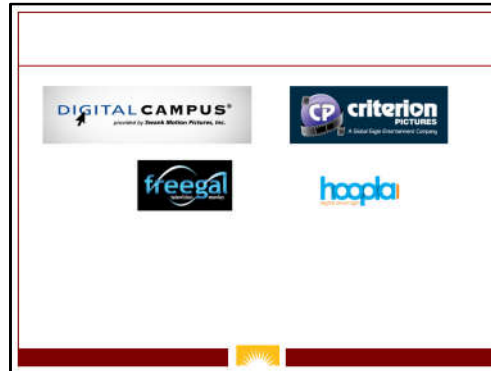 DIGITALCAMPUS®
provided by Swank Motion Pictures, Inc.
CP criterion
PICTURES
A Global Eagle Entertainment Company
freegal
hoopla